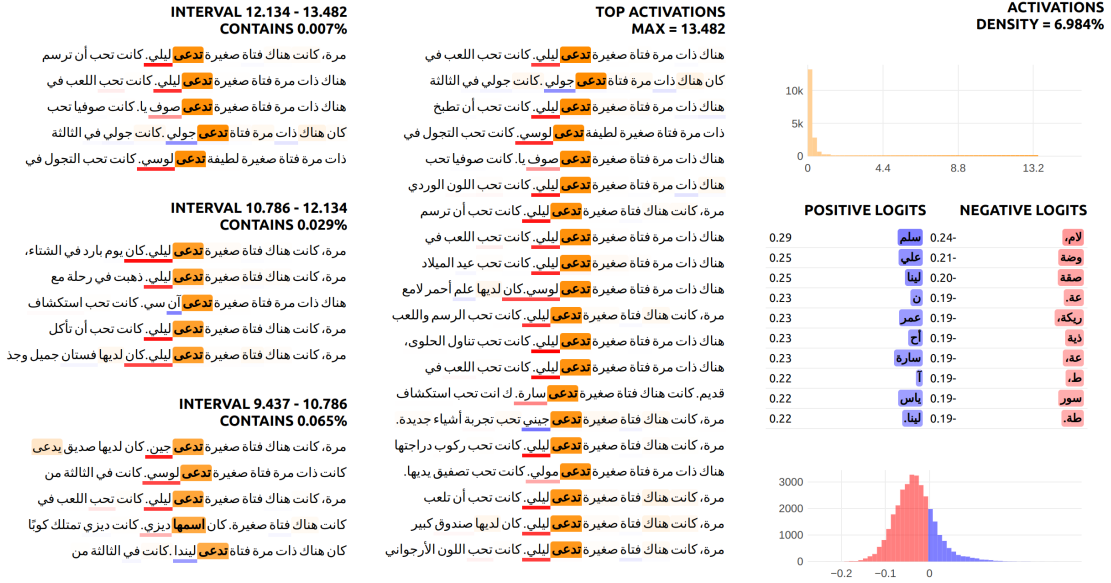 INTERVAL 12.134 - 13.482
CONTAINS 0.007%
مرة، كانت هناك فتاة صغيرة تدعى ليلي. كانت تحب أن ترسم
هناك ذات مرة فتاة صغيرة تدعى ليلي. كانت تحب اللعب في
هناك ذات مرة فتاة صغيرة تدعى صوف يا. كانت صوفيا تحب
كان هناك ذات مرة فتاة تدعى جولي .كانت جولي في الثالثة
ذات مرة فتاة صغيرة لطيفة تدعى لوسي. كانت تحب التجول في
INTERVAL 10.786 - 12.134
CONTAINS 0.029%
مرة، كانت هناك فتاة صغيرة تدعى ليلي. كان يوم بارد في الشتاء،
هناك ذات مرة فتاة صغيرة تدعى ليلي. ذهبت في رحلة مع
هناك ذات مرة فتاة صغيرة تدعى آن سي. كانت تحب استكشاف
مرة، كانت هناك فتاة صغيرة تدعى ليلي. كانت تحب أن تأكل
مرة، كانت هناك فتاة صغيرة تدعى ليلي. كان لديها فستان جميل وجذ
INTERVAL 9.437 - 10.786
CONTAINS 0.065%
مرة، كانت هناك فتاة صغيرة تدعى جين. كان لديها صديق يدعى
كانت ذات مرة فتاة صغيرة تدعى لوسي. كانت في الثالثة من
مرة، كانت هناك فتاة صغيرة تدعى ليلي. كانت تحب اللعب في
مرة، كانت هناك فتاة صغيرة. كان اسمها ديزي. كانت ديزي تمتلك كوبًا
كان هناك ذات مرة فتاة تدعى ليندا .كانت في الثالثة من
TOP ACTIVATIONS
MAX = 13.482
هناك ذات مرة فتاة صغيرة تدعى ليلي. كانت تحب اللعب في
كان هناك ذات مرة فتاة تدعى جولي .كانت جولي في الثالثة
هناك ذات مرة فتاة صغيرة تدعى ليلي. كانت تحب أن تطبخ
ذات مرة فتاة صغيرة لطيفة تدعى لوسي. كانت تحب التجول في
هناك ذات مرة فتاة صغيرة تدعى صوف يا. كانت صوفيا تحب
هناك ذات مرة فتاة صغيرة تدعى ليلي. كانت تحب اللون الوردي
مرة، كانت هناك فتاة صغيرة تدعى ليلي. كانت تحب أن ترسم
هناك ذات مرة فتاة صغيرة تدعى ليلي. كانت تحب اللعب في
هناك ذات مرة فتاة صغيرة تدعى ليلي. كانت تحب عيد الميلاد
هناك ذات مرة فتاة صغيرة تدعى لوسي. كان لديها علم أحمر لامع
مرة، كانت هناك فتاة صغيرة تدعى ليلي. كانت تحب الرسم واللعب
هناك ذات مرة فتاة صغيرة تدعى ليلي. كانت تحب تناول الحلوى،
هناك ذات مرة فتاة صغيرة تدعى ليلي. كانت تحب اللعب في
قديم. كانت هناك فتاة صغيرة تدعى سارة. ك انت تحب استكشاف
مرة، كانت هناك فتاة صغيرة تدعى جيني تحب تجربة أشياء جديدة.
مرة، كانت هناك فتاة صغيرة تدعى ليلي. كانت تحب ركوب دراجتها
هناك ذات مرة فتاة صغيرة تدعى مولي. كانت تحب تصفيق يديها.
مرة، كانت هناك فتاة صغيرة تدعى ليلي. كانت تحب أن تلعب
مرة، كانت هناك فتاة صغيرة تدعى ليلي. كان لديها صندوق كبير
مرة، كانت هناك فتاة صغيرة تدعى ليلي. كانت تحب اللون الأرجواني
ACTIVATIONS
DENSITY = 6.984%
10k
5k
0
0 4.4 8.8 13.2
POSITIVE LOGITS NEGATIVE LOGITS
0.29 سلم 0.24- لام،
0.25 علي 0.21- وضة
0.25 لينا 0.20- صقة
0.23 ن 0.19- عة.
0.23 عمر 0.19- ريكة،
0.23 أح 0.19- ذية
0.23 سارة 0.19- عة،
0.22 آ 0.19- ط،
0.22 ياس 0.19- سور
0.22 لينا. 0.19- طة.
3000
2000
1000
0
−0.2 −0.1 0